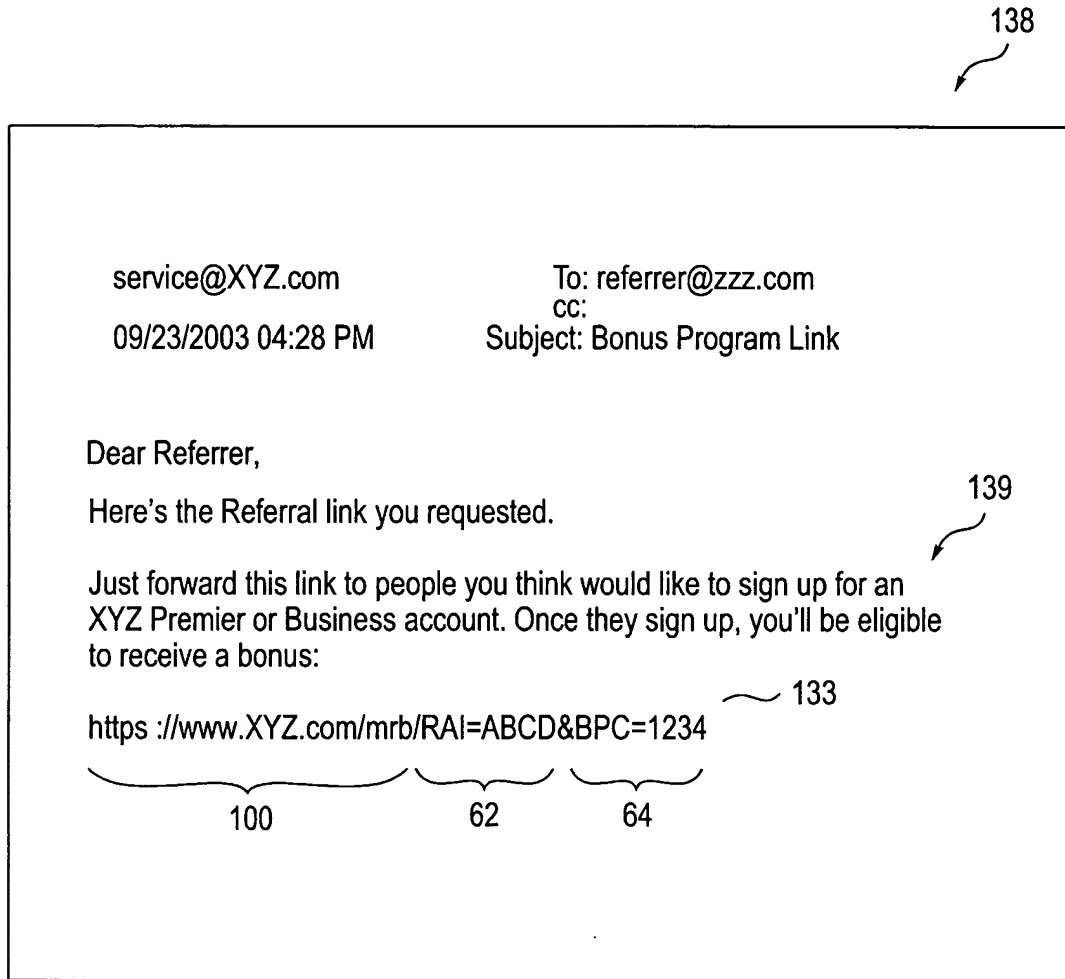 138
service@XYZ.com To: referrer@zzz.com
cc:
09/23/2003 04:28 PM Subject: Bonus Program Link
Dear Referrer,
Here's the Referral link you requested.
139
Just forward this link to people you think would like to sign up for an
XYZ Premier or Business account. Once they sign up, you'll be eligible
to receive a bonus:
133
https ://www.XYZ.com/mrb/RAI=ABCD&BPC=1234
100 62 64